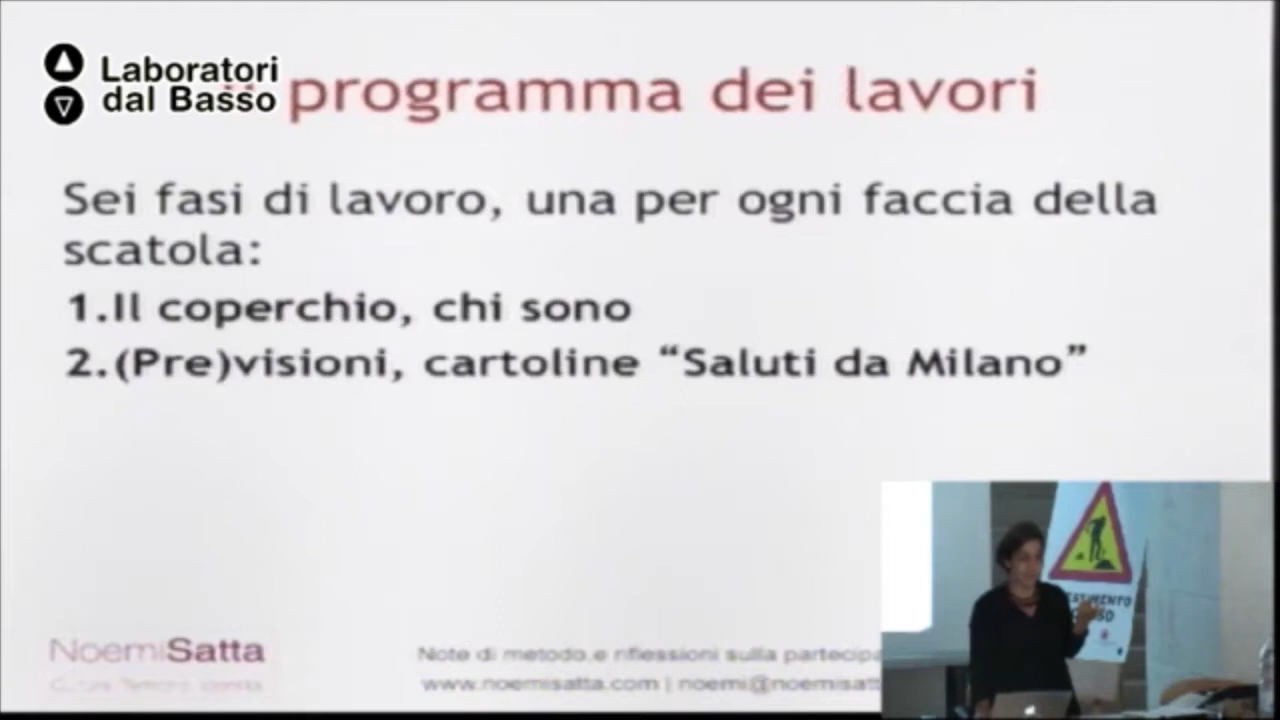 Laboratori
dal Basso
programma dei lavori
Sei fasi di lavoro, una per ogni faccia della
scatola:
1.Il coperchio, chi sono
2.(Pre)visioni, cartoline “Saluti da Milano”
NoemiSatta
Note di metodo e riflessioni sulla partecipa
www.noemisatta.com | noemi@noemisatt